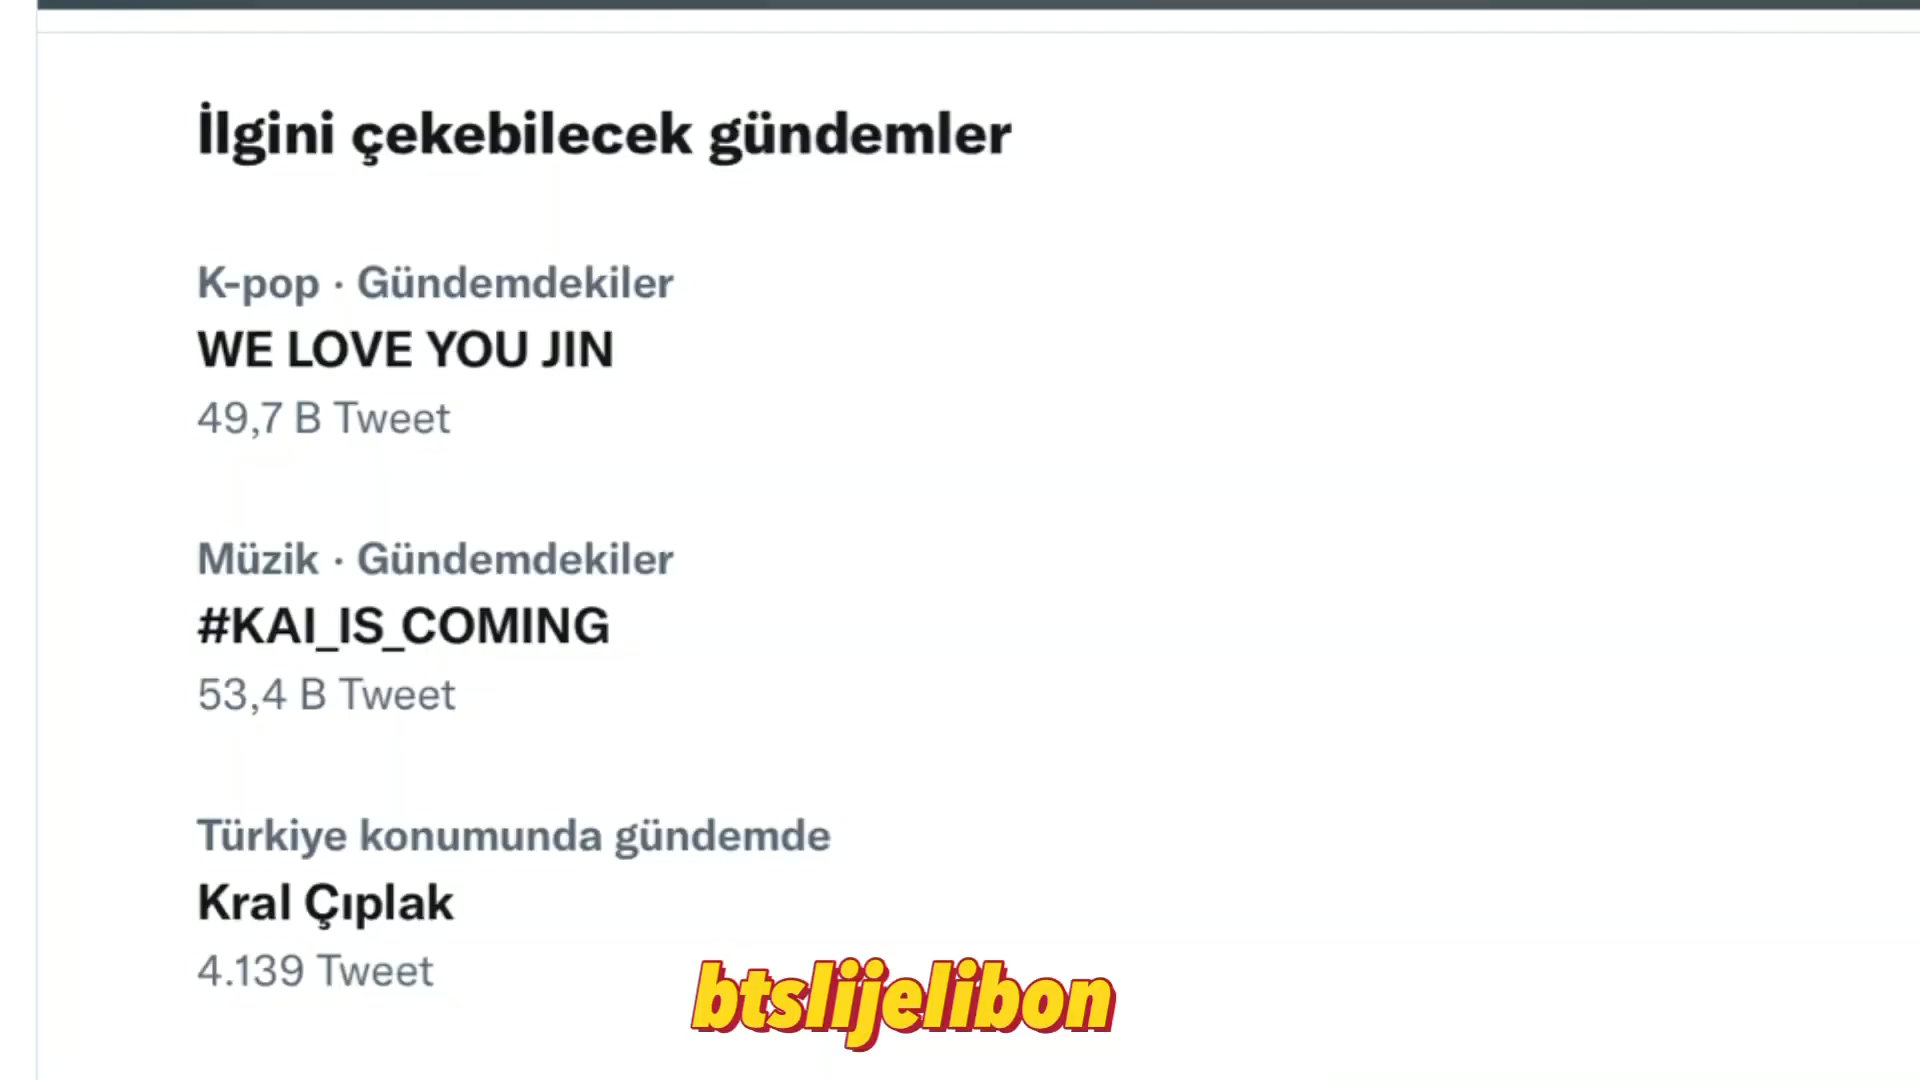 İlgini çekebilecek gündemler
K-pop · Gündemdekiler
WE LOVE YOU JIN
49,7 B Tweet
Müzik · Gündemdekiler
#KAI_IS_COMING
53,4 B Tweet
Türkiye konumunda gündemde
Kral Çıplak
4.139 Tweet
btslijelibon